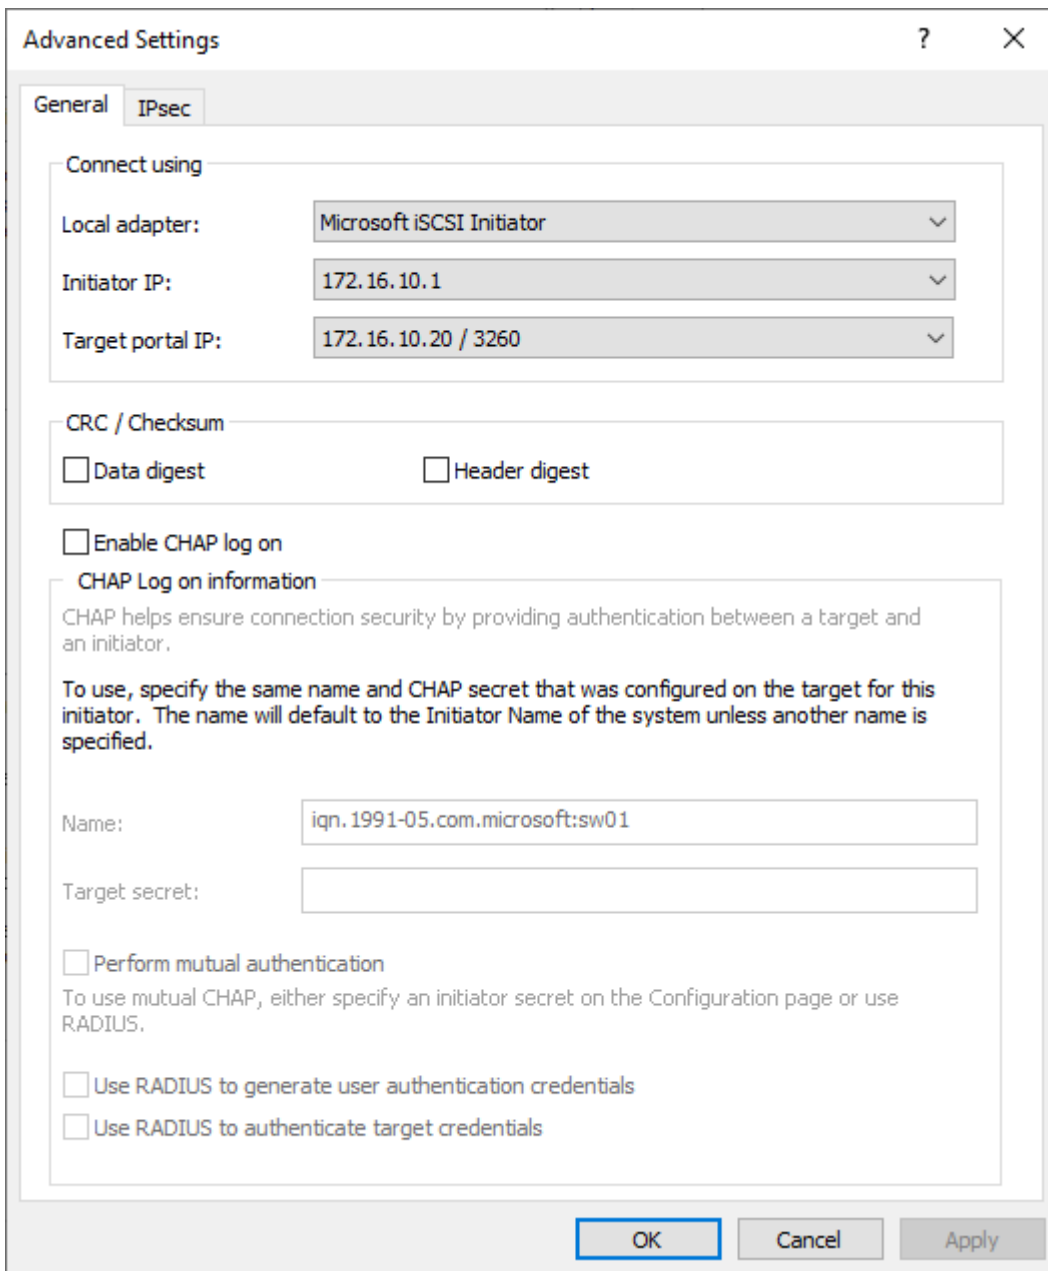 Advanced Settings
?
General
IPsec
Connect using
Local adapter:
Microsoft iSCSI Initiator
Initiator IP:
172.16.10.1
Target portal IP:
172.16.10.20 / 3260
CRC / Checksum
Data digest
Header digest
Enable CHAP log on
CHAP Log on information
CHAP helps ensure connection security by providing authentication between a target and
an initiator.
To use, specify the same name and CHAP secret that was configured on the target for this
initiator.  The name will default to the Initiator Name of the system unless another name is
specified.
Name:
iqn.1991-05.com.microsoft:sw01
Target secret:
Perform mutual authentication
To use mutual CHAP, either specify an initiator secret on the Configuration page or use
RADIUS.
Use RADIUS to generate user authentication credentials
Use RADIUS to authenticate target credentials
OK
Cancel
Apply